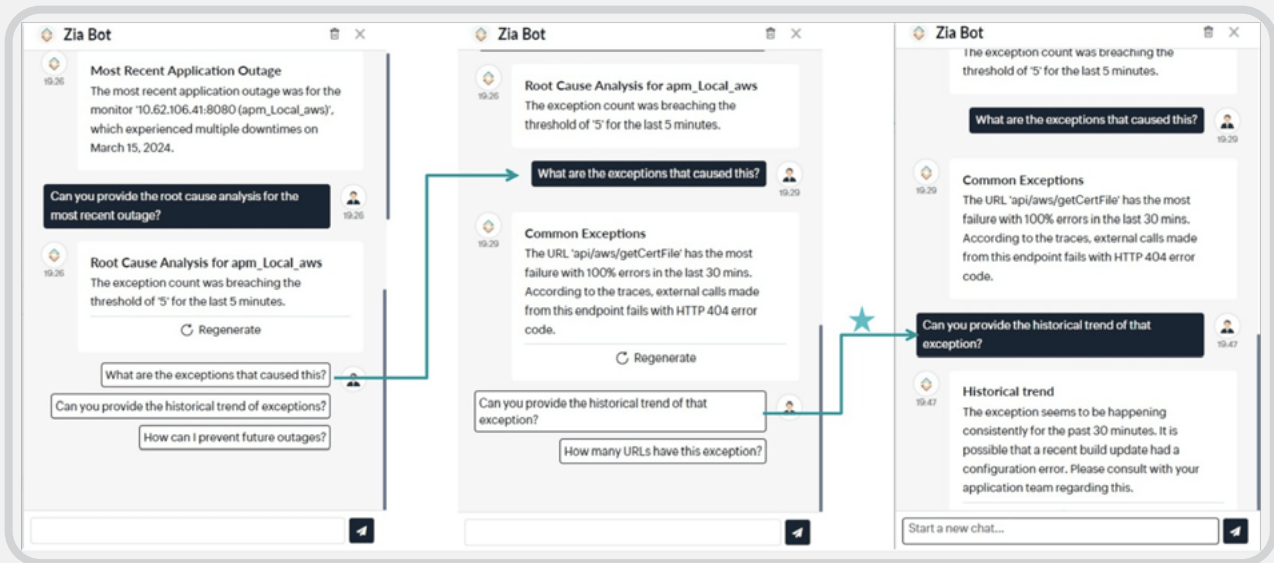 Zia Bot
19.26
Most Recent Application Outage
The most recent application outage was for the
monitor '10.62.106.41:8080 (apm_Local_aws)',
which experienced multiple downtimes on
March 15, 2024.
Can you provide the root cause analysis for the
most recent outage?
19.26
19.26
Root Cause Analysis for apm_Local_aws
The exception count was breaching the
threshold of '5' for the last 5 minutes.
Regenerate
What are the exceptions that caused this?
Can you provide the historical trend of exceptions?
How can I prevent future outages?
Zia Bot
19.26
Root Cause Analysis for apm_Local_aws
The exception count was breaching the
threshold of '5' for the last 5 minutes.
What are the exceptions that caused this?
19.29
19.29
Common Exceptions
The URL 'api/aws/getCertFile' has the most
failure with 100% errors in the last 30 mins.
According to the traces, external calls made
from this endpoint fails with HTTP 404 error
code.
Regenerate
Can you provide the historical trend of that
exception?
How many URLs have this exception?
Zia Bot
The exception count was breaching the
threshold of '5' for the last 5 minutes.
What are the exceptions that caused this?
19.29
19.29
Common Exceptions
The URL 'api/aws/getCertFile' has the most
failure with 100% errors in the last 30 mins.
According to the traces, external calls made
from this endpoint fails with HTTP 404 error
code.
Can you provide the historical trend of that
exception?
19.47
19.47
Historical trend
The exception seems to be happening
consistently for the past 30 minutes. It is
possible that a recent build update had a
configuration error. Please consult with your
application team regarding this.
Start a new chat...